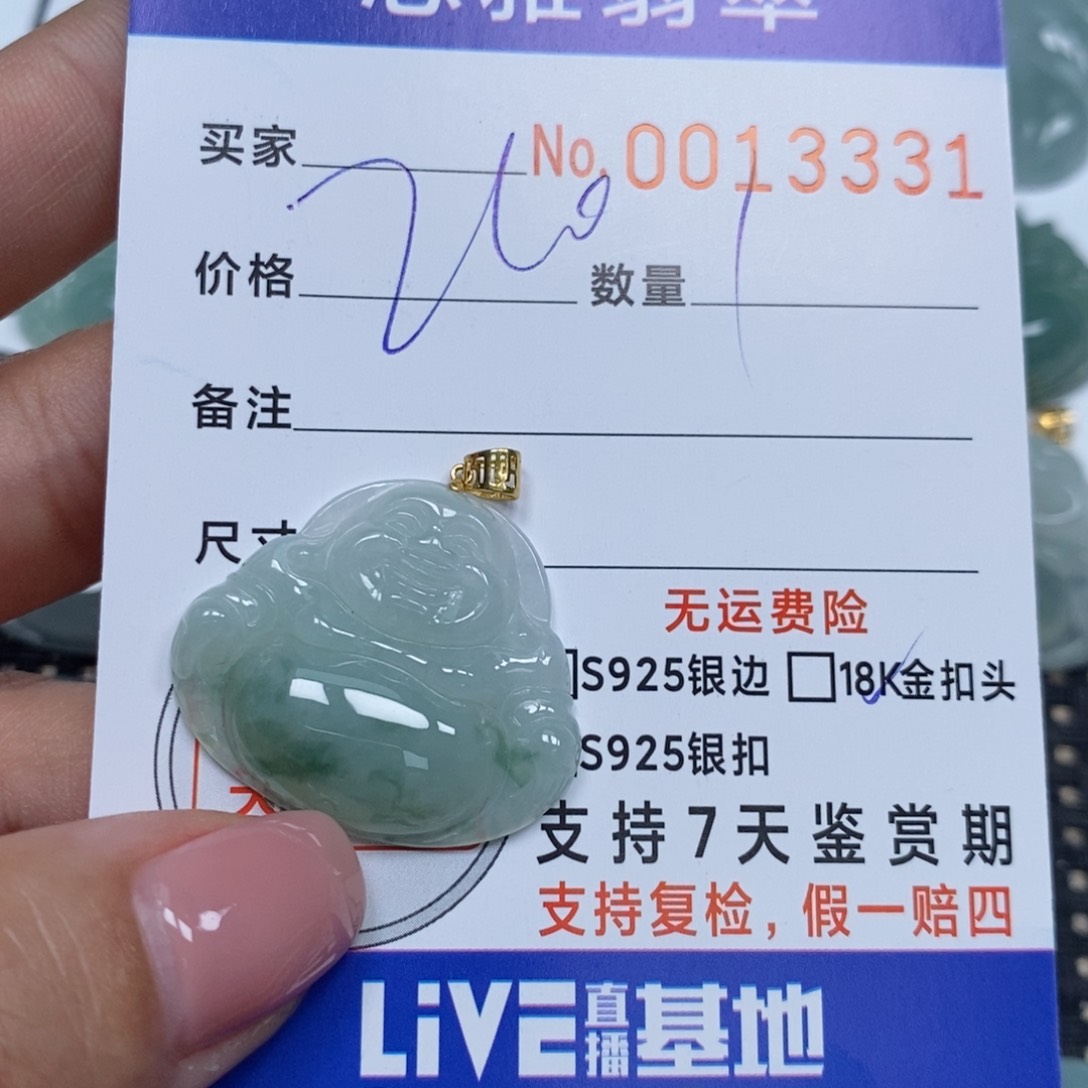 翡翠
买家 No. 0013331
价格 数量 1
备注
尺寸
无运费险
S925银边 18K金扣头
S925银扣
支持7天鉴赏期
支持复检，假一赔四
LiVE直播基地